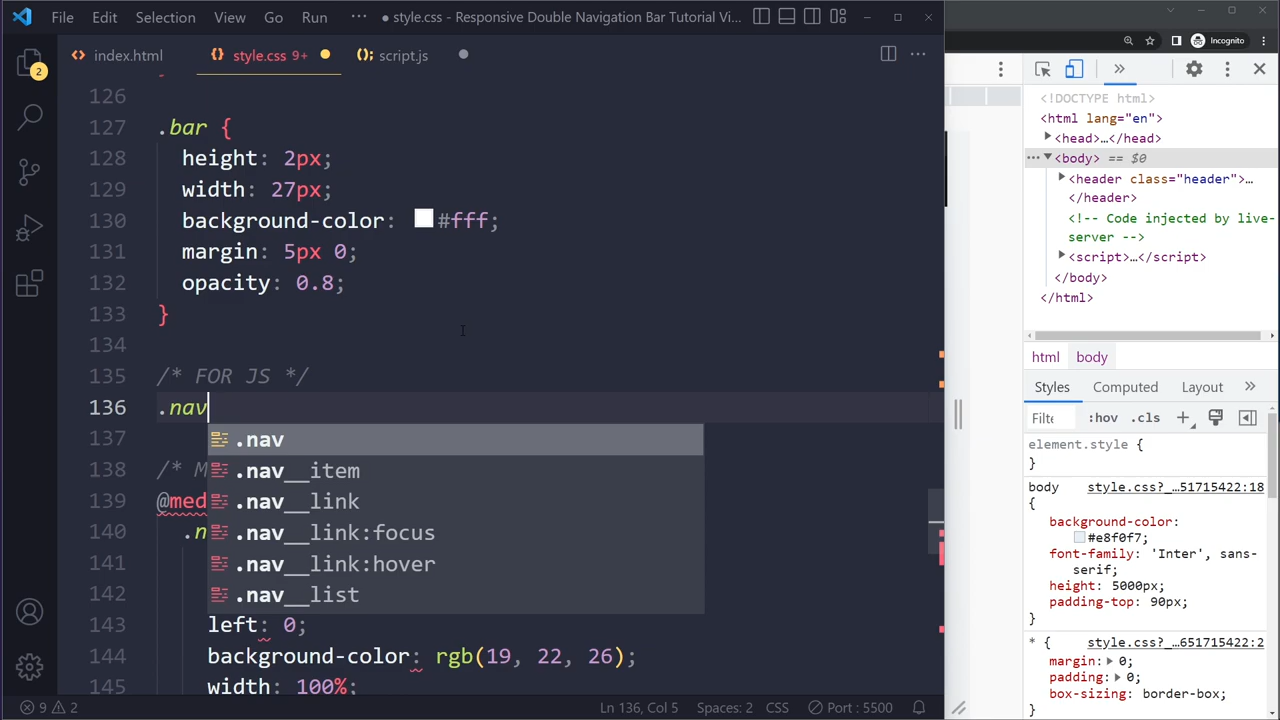 File Edit Selection View Go Run ··· ● style.css - Responsive Double Navigation Bar Tutorial Vi...
index.html style.css 9+ script.js
2
126
127 .bar {
128 height: 2px;
129 width: 27px;
130 background-color: #fff;
131 margin: 5px 0;
132 opacity: 0.8;
133 }
134
135 /* FOR JS */
136 .nav
137 .nav
138 /* M .nav__item
139 @med .nav__link
140 .n .nav__link:focus
141 .nav__link:hover
142 .nav__list
143 left: 0;
144 background-color: rgb(19, 22, 26);
145 width: 100%;
9 2 Ln 136, Col 5 Spaces: 2 CSS Port : 5500
Incognito
<!DOCTYPE html>
<html lang="en">
<head>…</head>
··· <body> == $0
<header class="header">…
</header>
<!-- Code injected by live-
server -->
<script>…</script>
</body>
</html>
html body
Styles Computed Layout
Filte :hov .cls
element.style {
}
body style.css?_…51715422:18
{
background-color:
#e8f0f7;
font-family: 'Inter', sans-
serif;
height: 5000px;
padding-top: 90px;
}
* { style.css?_…651715422:2
margin: 0;
padding: 0;
box-sizing: border-box;
}